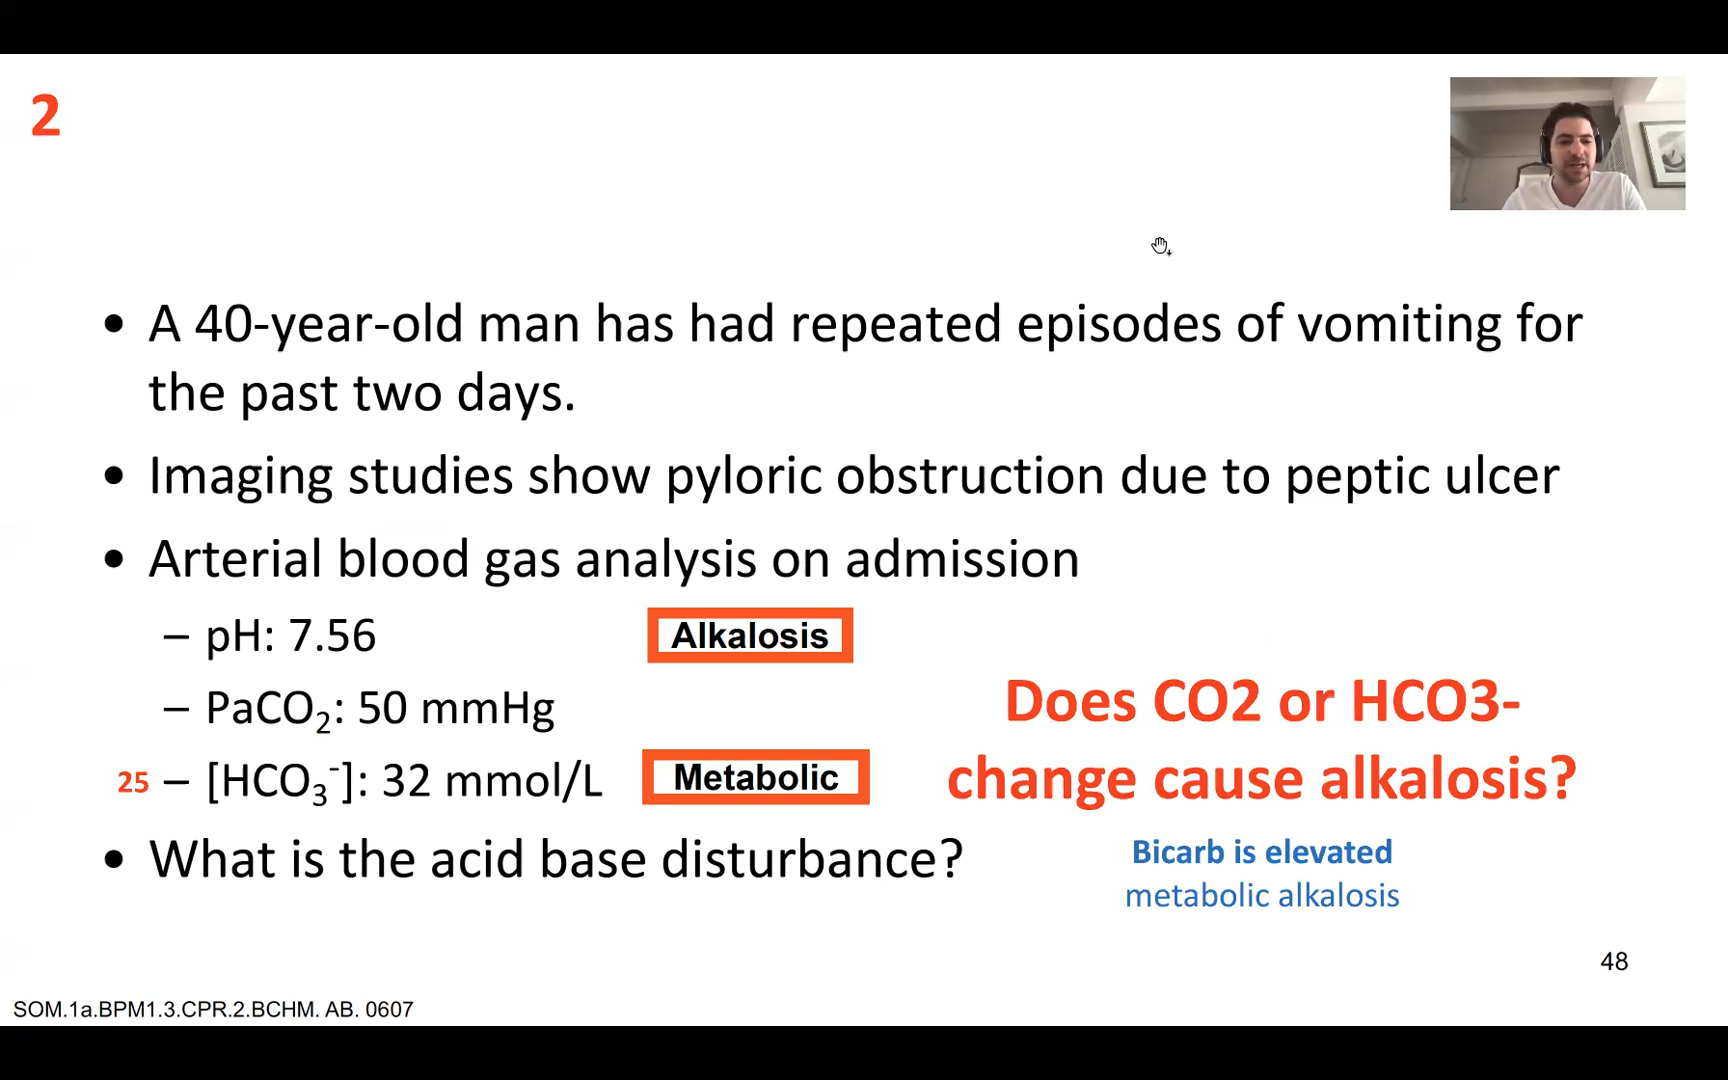 2
• A 40-year-old man has had repeated episodes of vomiting for
the past two days.
• Imaging studies show pyloric obstruction due to peptic ulcer
• Arterial blood gas analysis on admission
– pH: 7.56
Alkalosis
– PaCO₂: 50 mmHg
25 – [HCO₃⁻]: 32 mmol/L
Metabolic
Does CO2 or HCO3-
change cause alkalosis?
• What is the acid base disturbance?
Bicarb is elevated
metabolic alkalosis
48
SOM.1a.BPM1.3.CPR.2.BCHM. AB. 0607